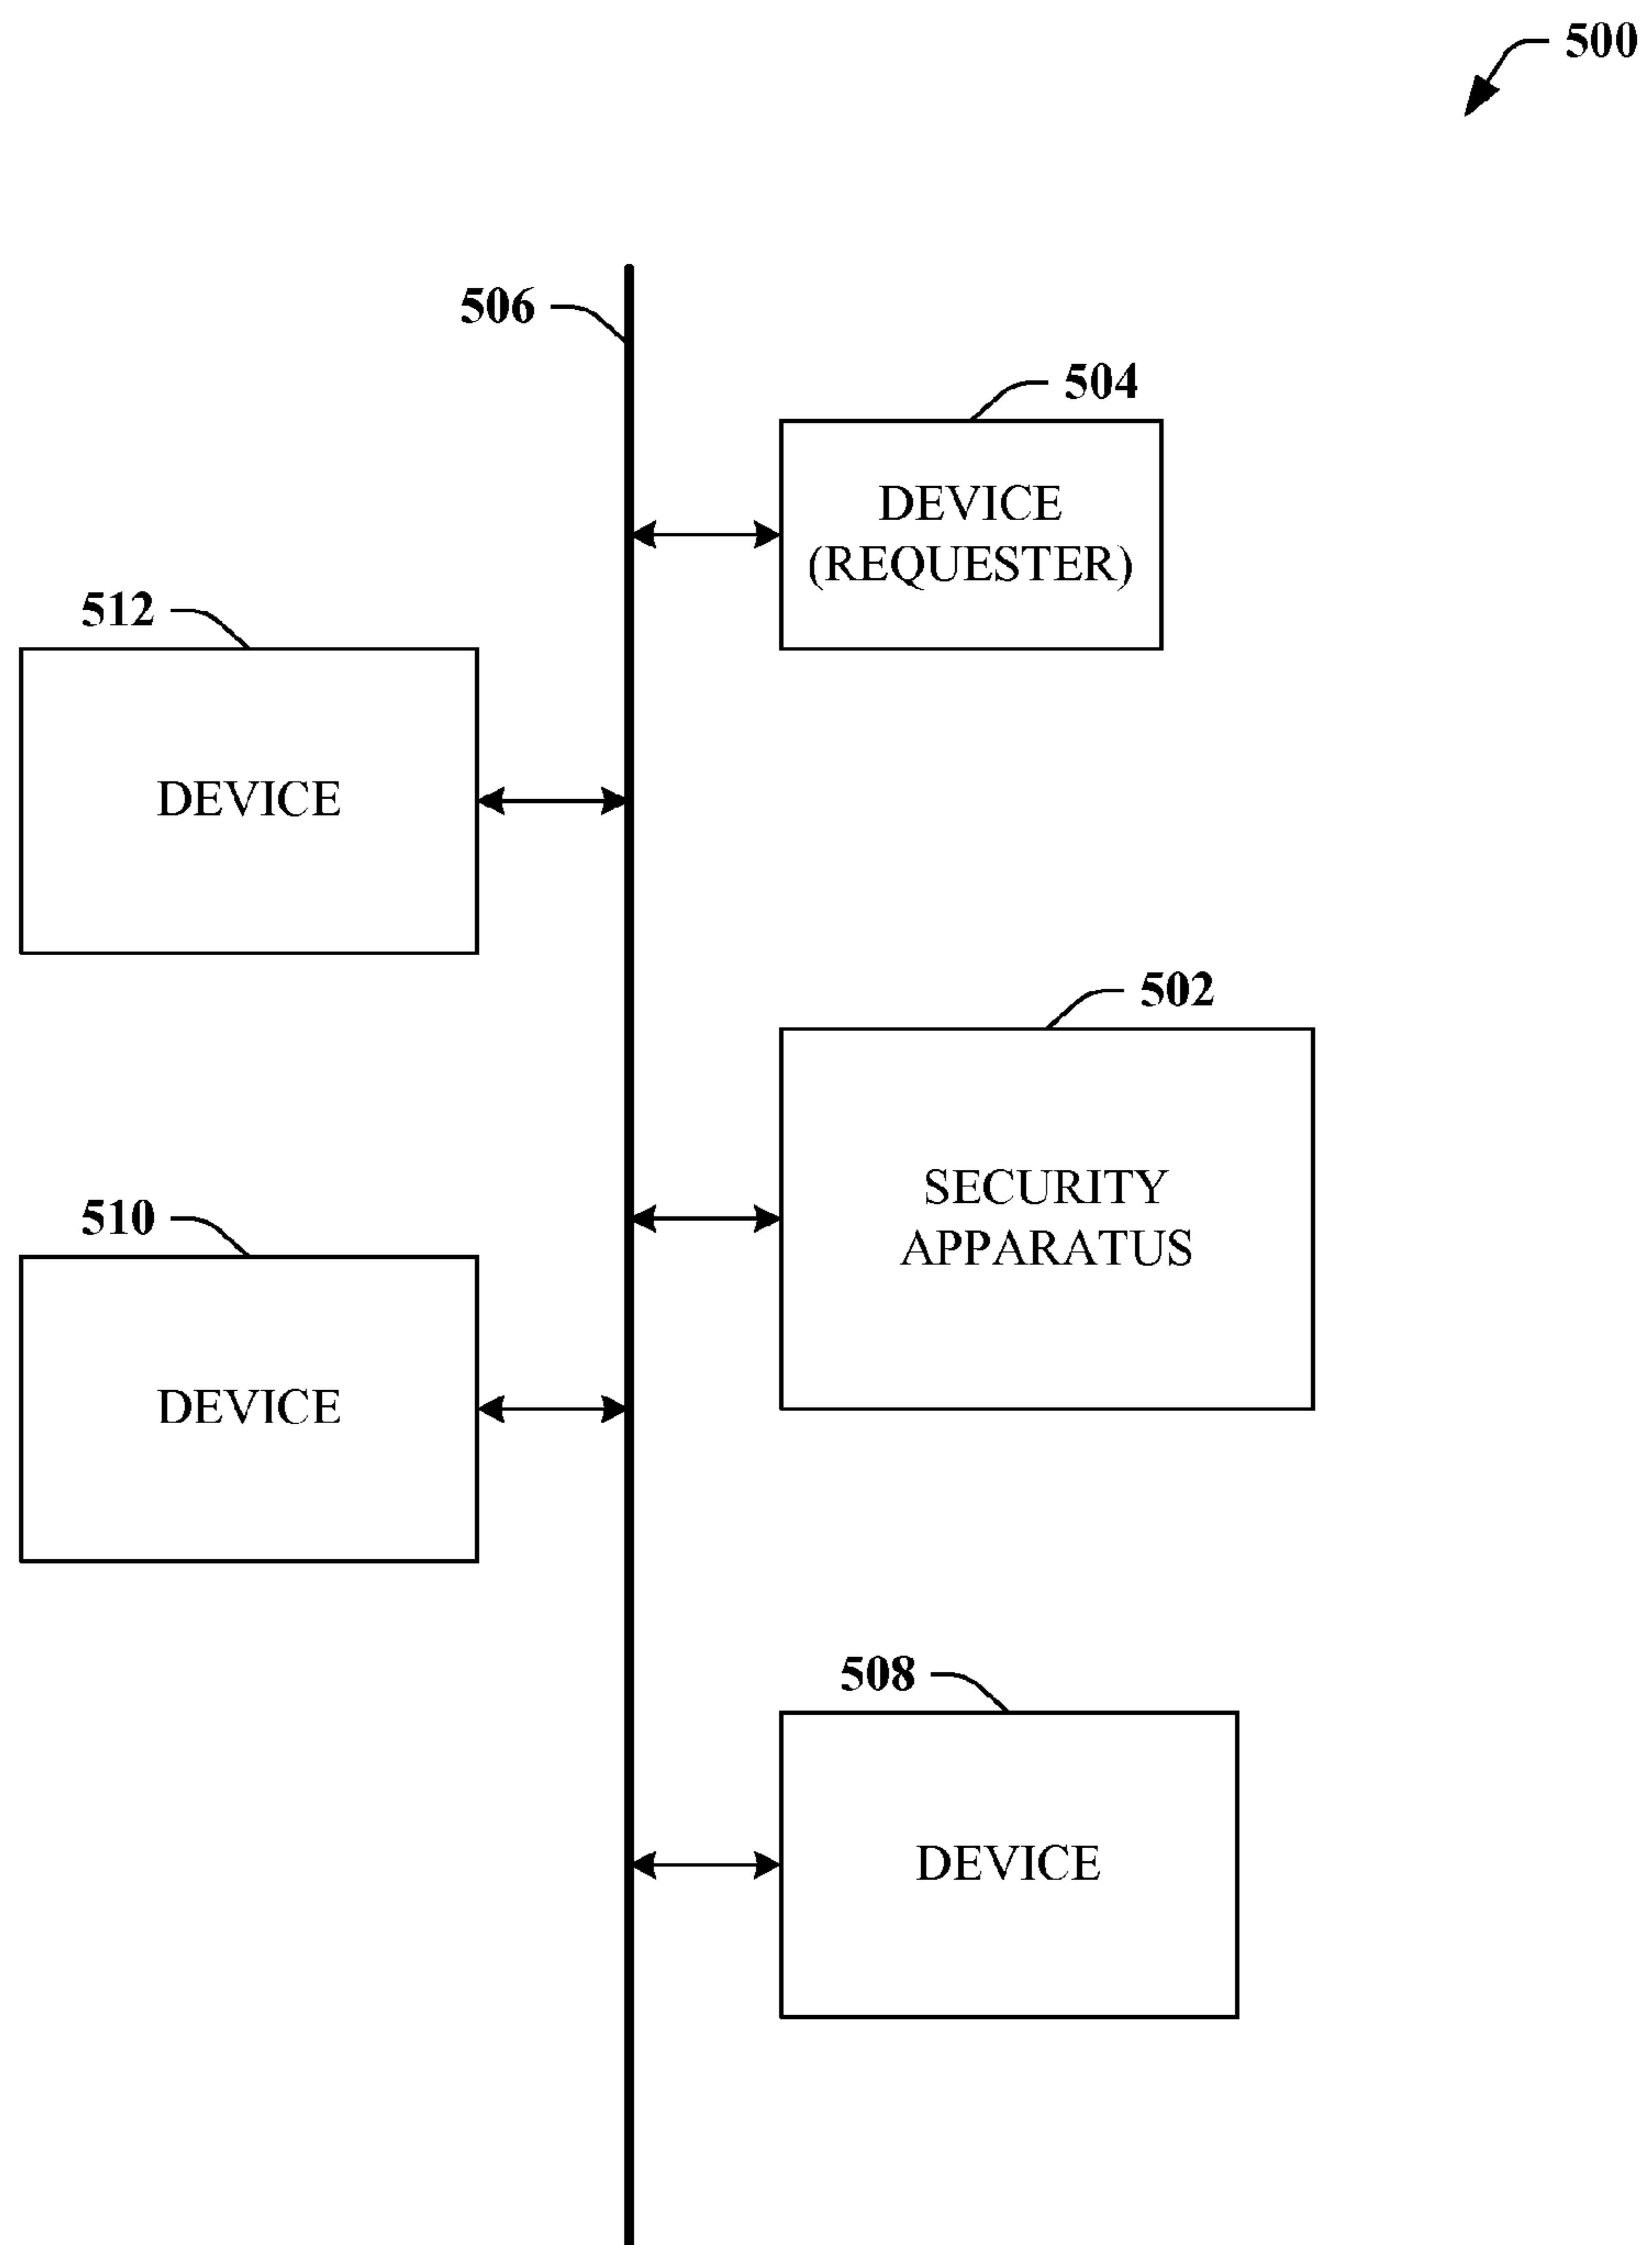 500
506
504
DEVICE
(REQUESTER)
512
DEVICE
502
SECURITY
APPARATUS
510
DEVICE
508
DEVICE